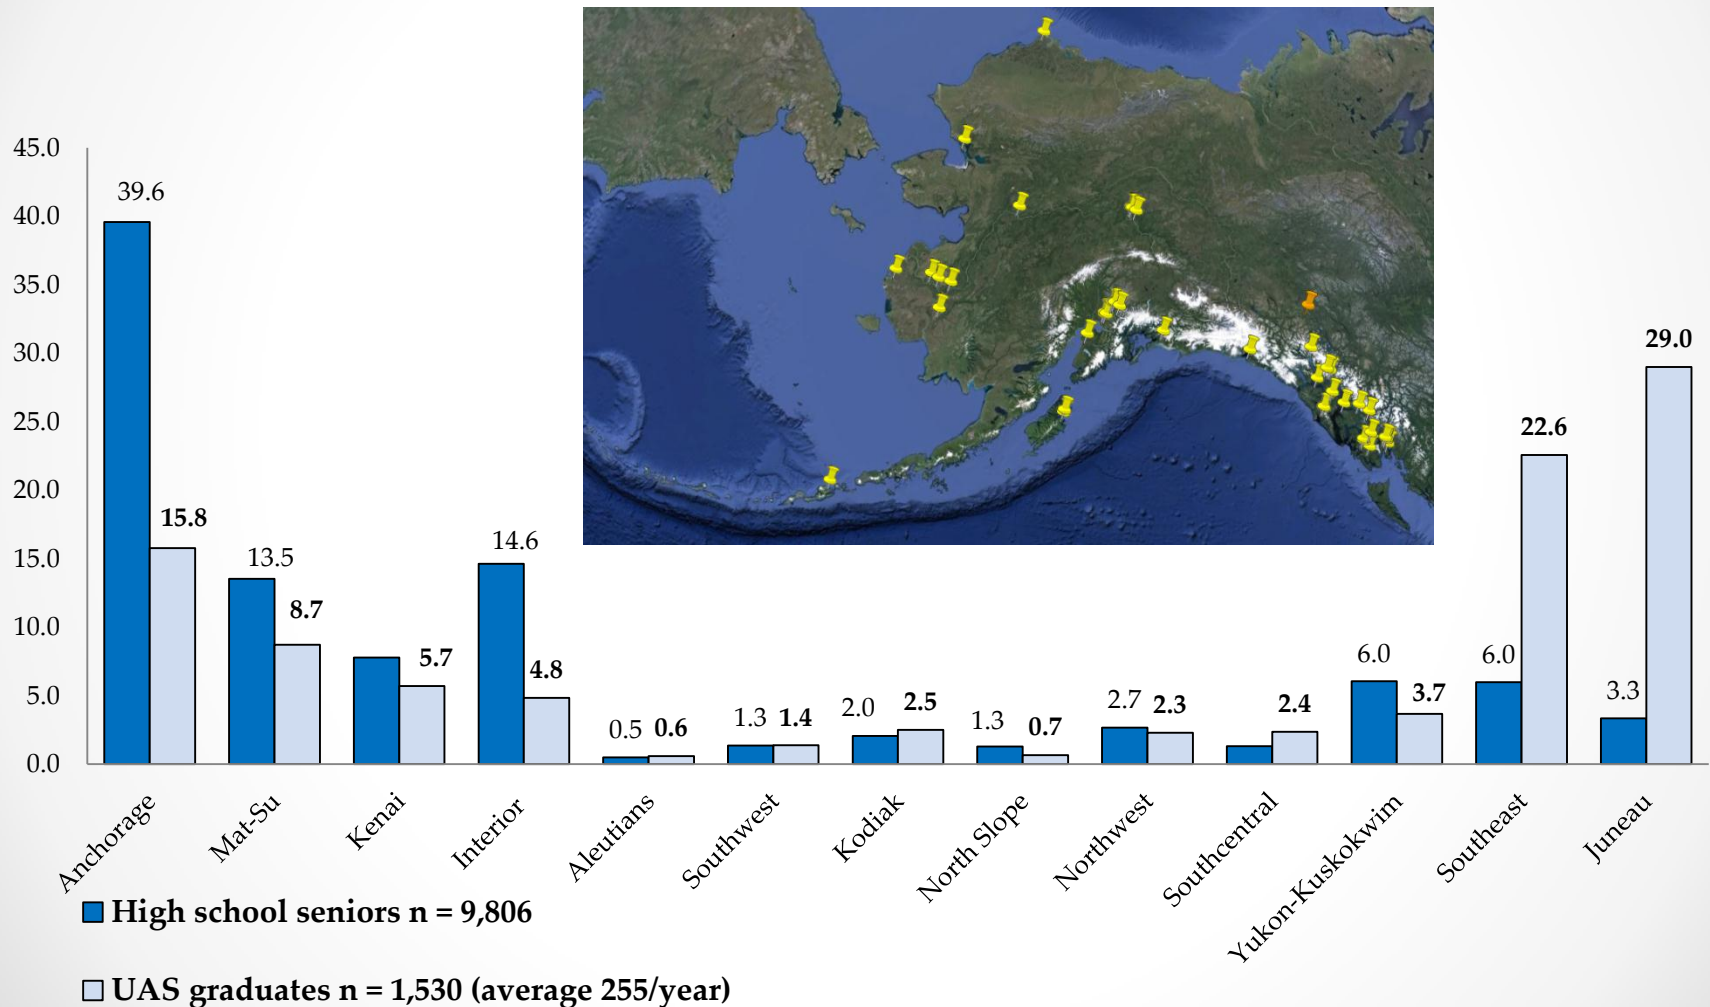 45.0
40.0
35.0
30.0
25.0
20.0
15.0
10.0
5.0
0.0
39.6
15.8
13.5
8.7
5.7
14.6
4.8
0.5
0.6
1.3
1.4
2.0
2.5
1.3
0.7
2.7
2.3
2.4
6.0
3.7
6.0
22.6
3.3
29.0
Anchorage
Mat-Su
Kenai
Interior
Aleutians
Southwest
Kodiak
North Slope
Northwest
Southcentral
Yukon-Kuskokwim
Southeast
Juneau
High school seniors n = 9,806
UAS graduates n = 1,530 (average 255/year)